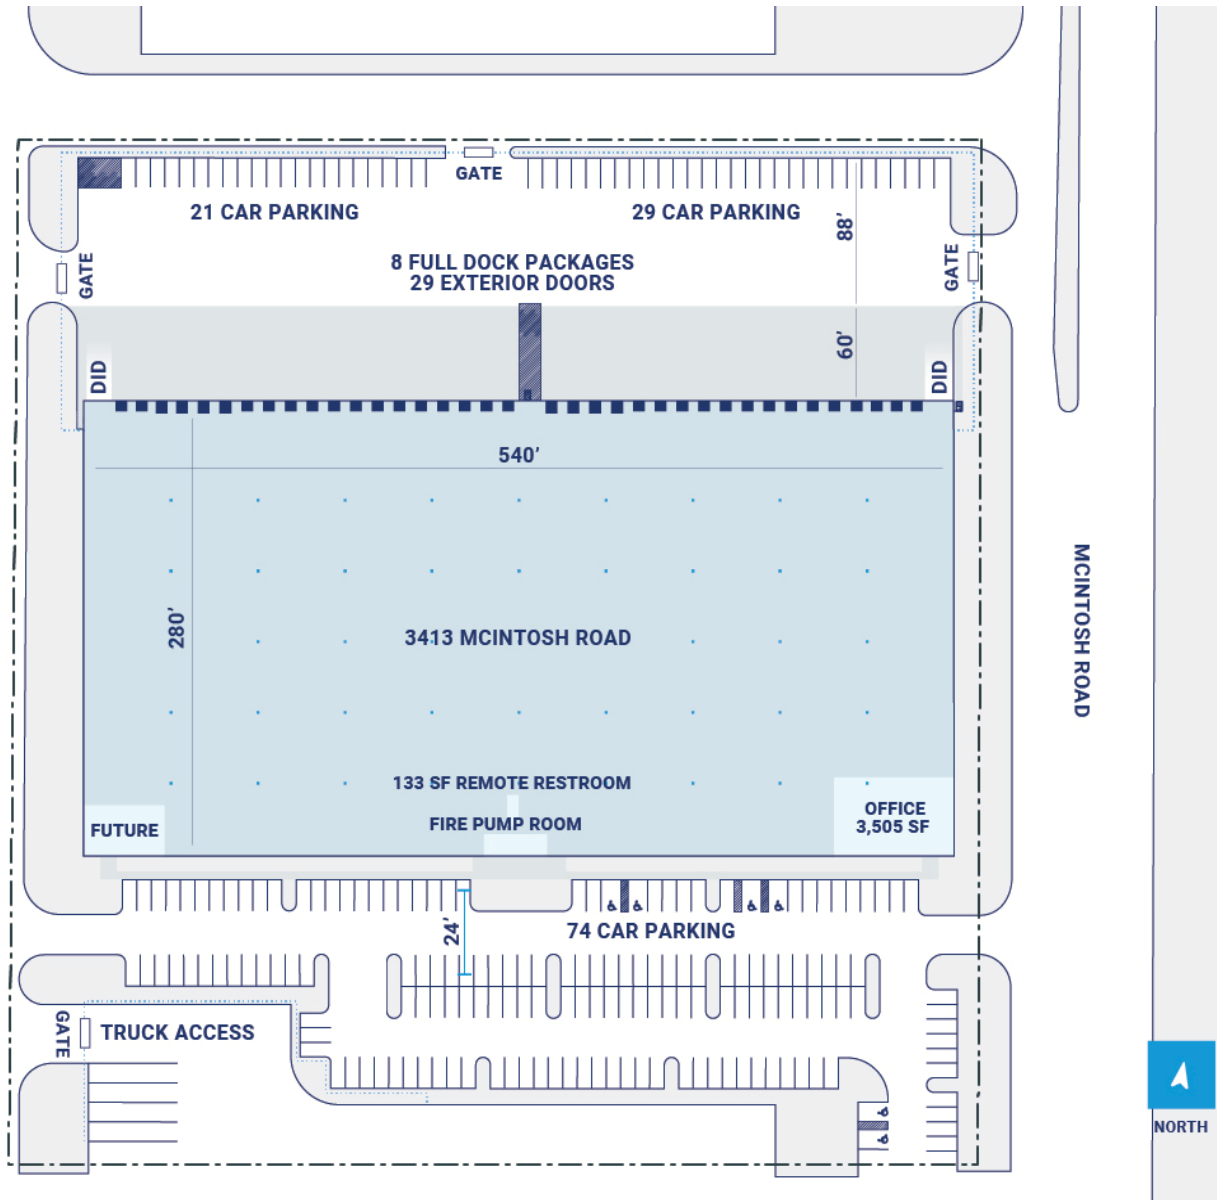 GATE
21 CAR PARKING
29 CAR PARKING
88'
8 FULL DOCK PACKAGES
29 EXTERIOR DOORS
GATE
GATE
60'
DID
DID
540'
280'
3413 MCINTOSH ROAD
MCINTOSH ROAD
133 SF REMOTE RESTROOM
FIRE PUMP ROOM
FUTURE
OFFICE
3,505 SF
24'
74 CAR PARKING
GATE
TRUCK ACCESS
NORTH